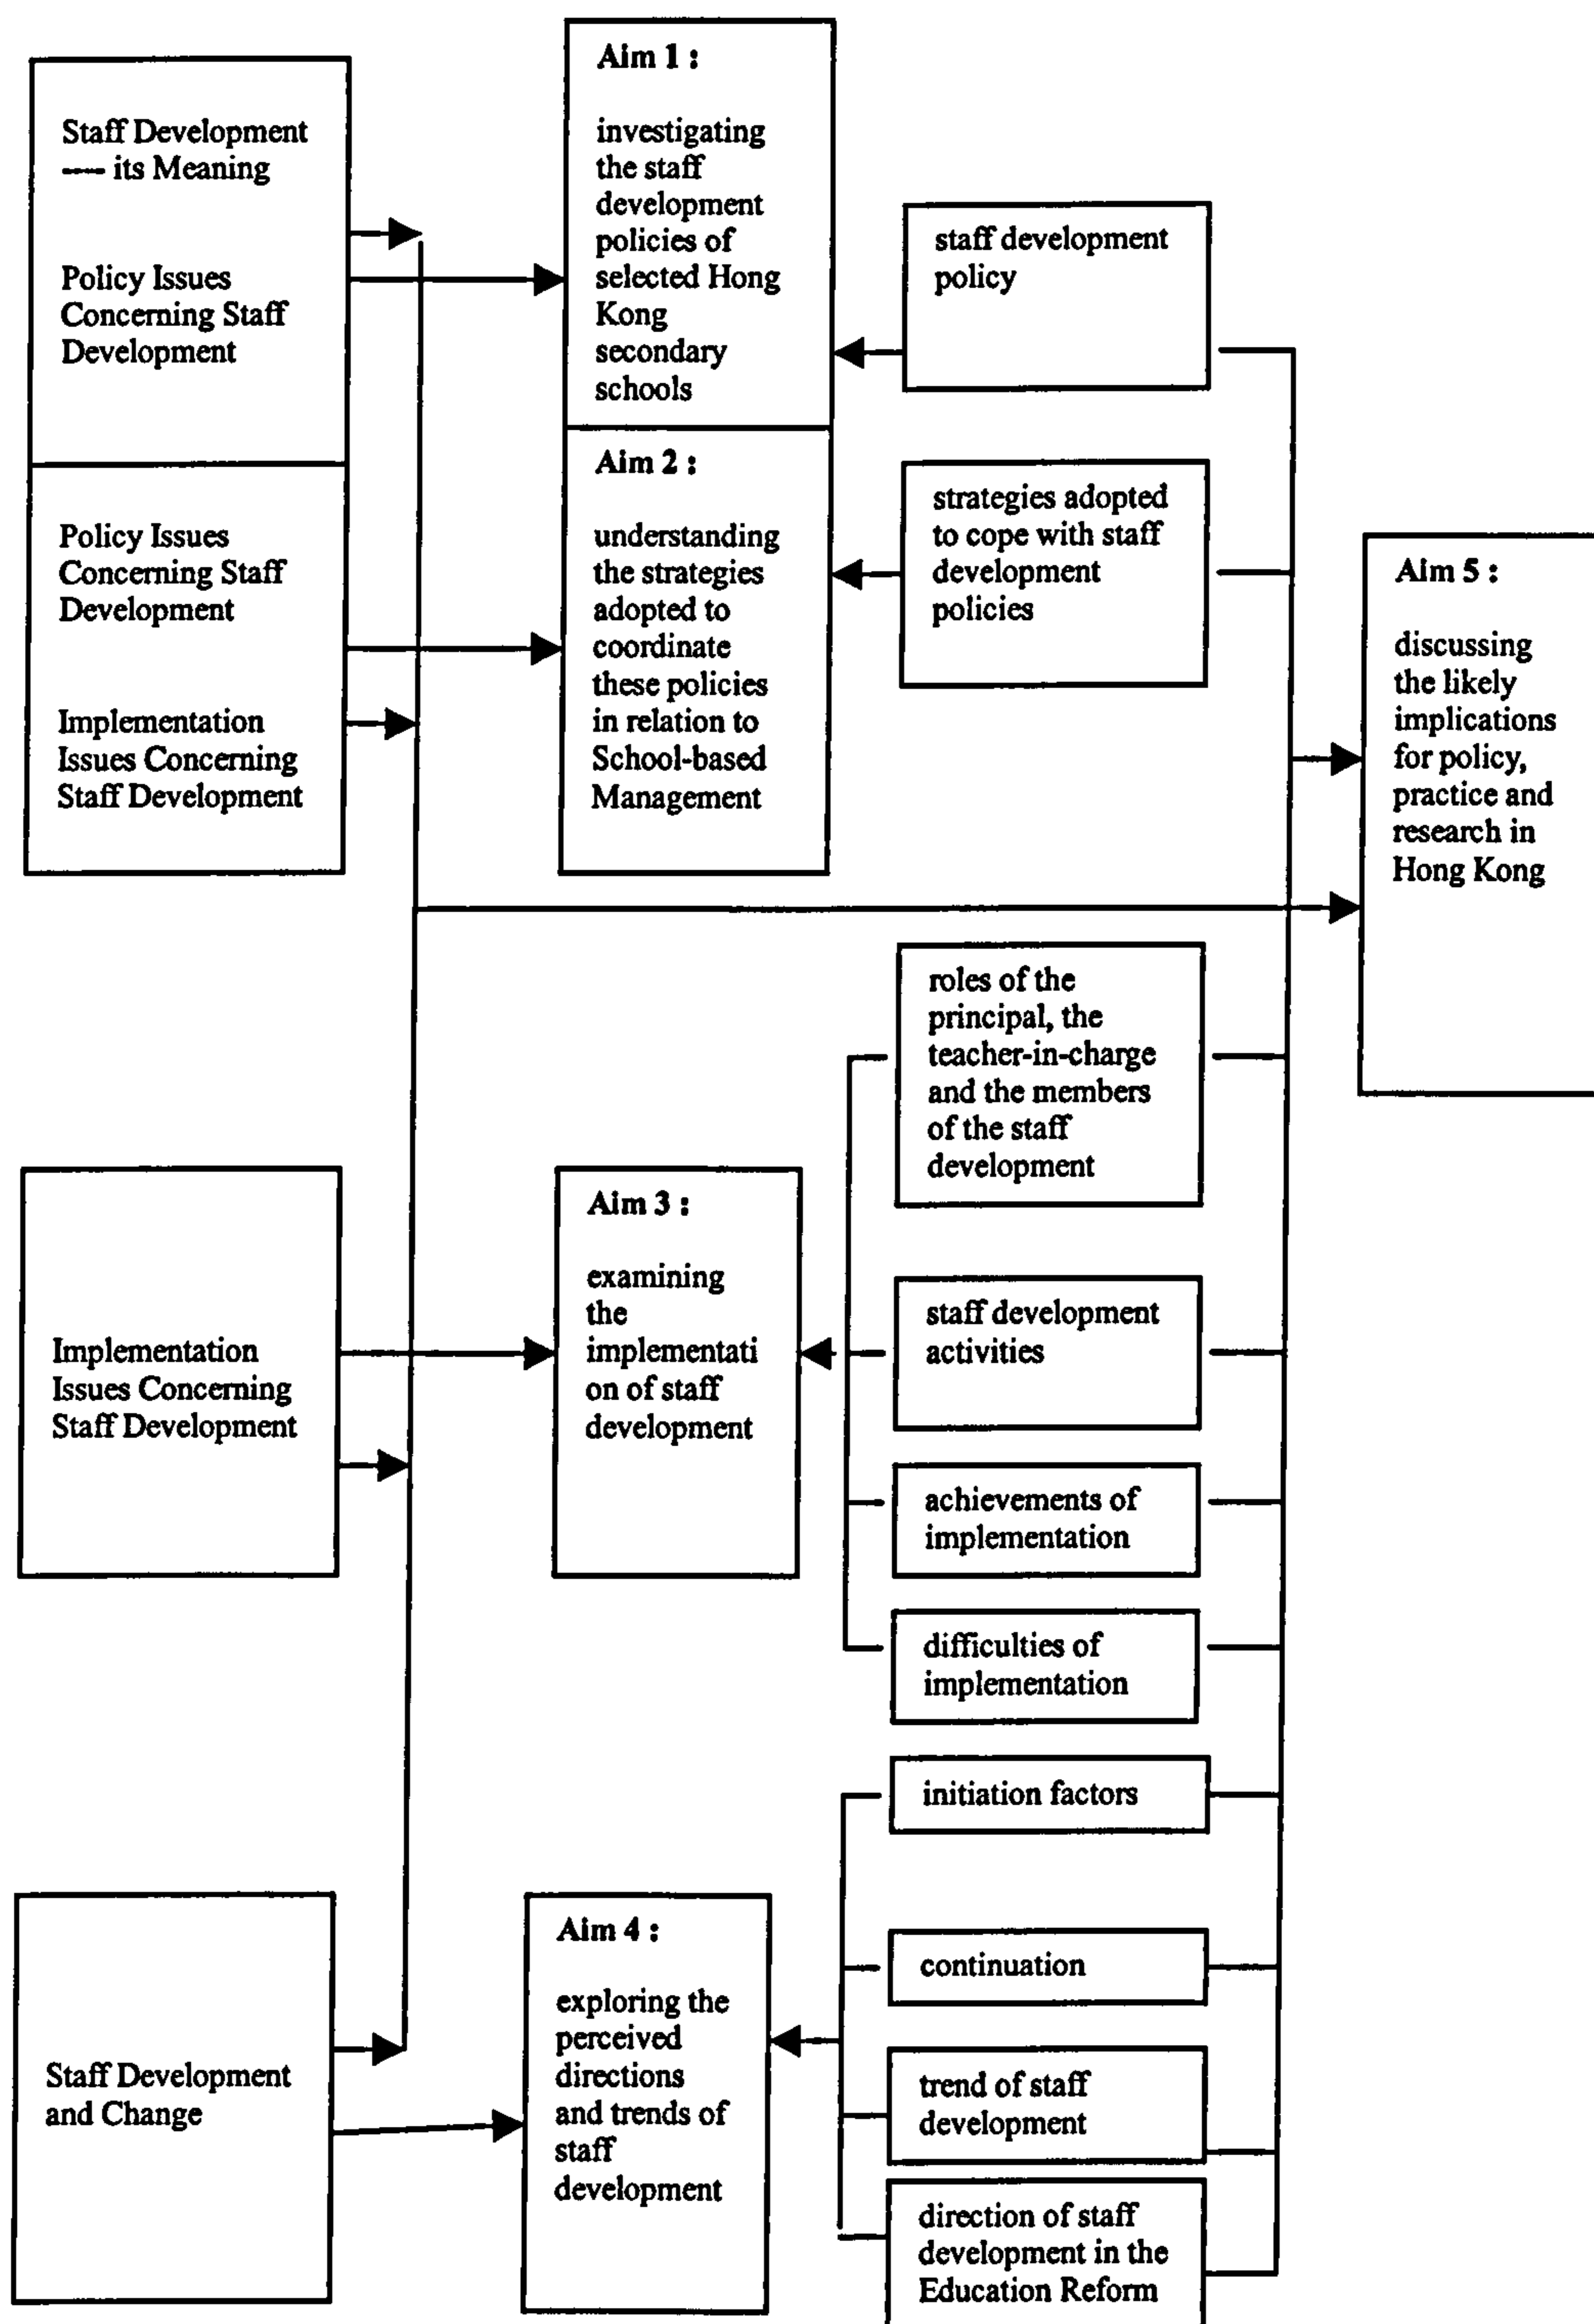 Staff Development
— its Meaning
Policy Issues
Concerning Staff
Development
Policy Issues
Concerning Staff
Development
Implementation
Issues Concerning
Staff Development
Implementation
Issues Concerning
Staff Development
Staff Development
and Change
Aim 1 :
investigating
the staff
development
policies of
selected Hong
Kong
secondary
schools
Aim 2 :
understanding
the strategies
adopted to
coordinate
these policies
in relation to
School-based
Management
Aim 3 :
examining
the
implementati
on of staff
development
Aim 4 :
exploring the
perceived
directions
and trends of
staff
development
staff development
policy
strategies adopted
to cope with staff
development
policies
roles of the
principal, the
teacher-in-charge
and the members
of the staff
development
staff development
activities
achievements of
implementation
difficulties of
implementation
initiation factors
continuation
trend of staff
development
direction of staff
development in the
Education Reform
Aim 5 :
discussing
the likely
implications
for policy,
practice and
research in
Hong Kong